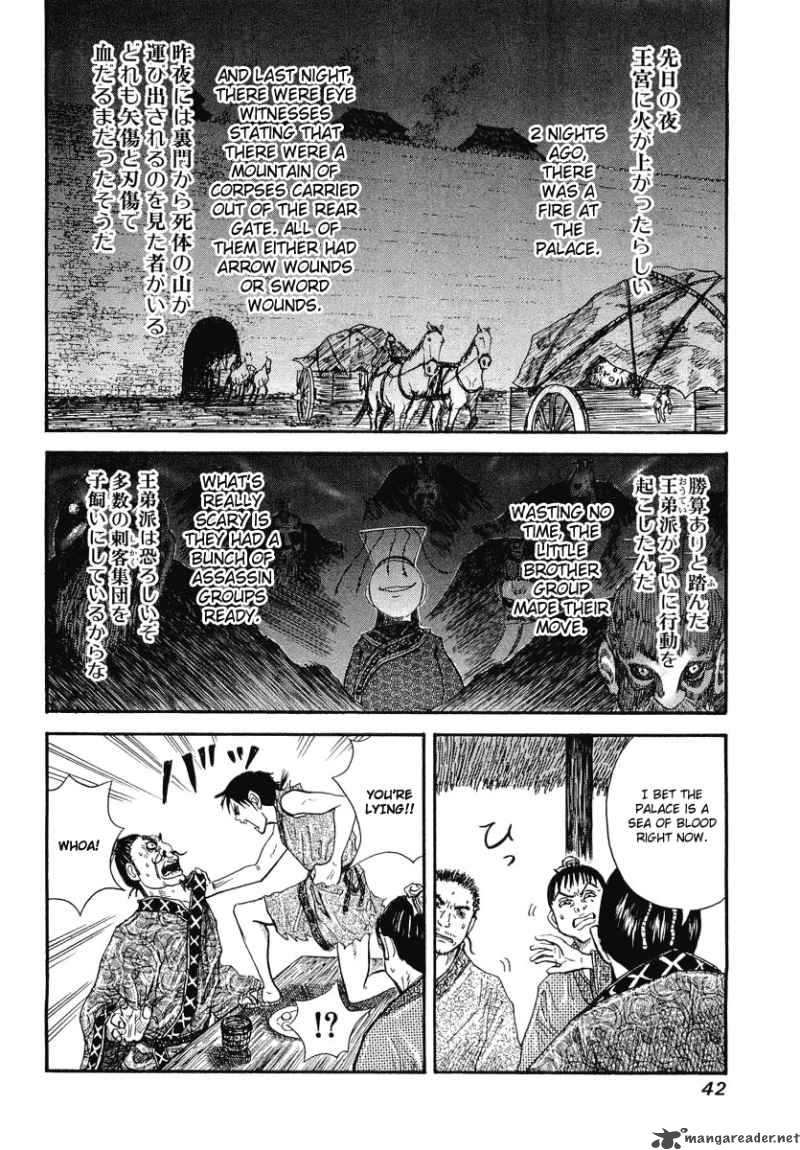 先日の夜
王宮に火が上がったらしい
2 NIGHTS
AGO,
THERE
WAS A
FIRE AT
THE
PALACE.
AND LAST NIGHT,
THERE WERE EYE
WITNESSES
STATING THAT
THERE WERE A
MOUNTAIN OF
CORPSES CARRIED
OUT OF THE REAR
GATE. ALL OF
THEM EITHER HAD
ARROW WOUNDS
OR SWORD
WOUNDS.
昨夜には裏門から死体の山が
運び出されるのを見た者がいる
どれも矢傷と刃傷で
血だるまだったそうだ
勝算ありと踏んだ
王弟派がついに行動を
起こしたんだ
WASTING NO
TIME, THE
LITTLE
BROTHER
GROUP
MADE THEIR
MOVE.
WHAT'S
REALLY
SCARY IS
THEY HAD A
BUNCH OF
ASSASSIN
GROUPS
READY.
王弟派は恐ろしいぞ
多数の刺客集団を
子飼いにしているからな
I BET THE
PALACE IS A
SEA OF BLOOD
RIGHT NOW.
ひっ
YOU'RE
LYING!!
WHOA!
!?
42
mangareader.net